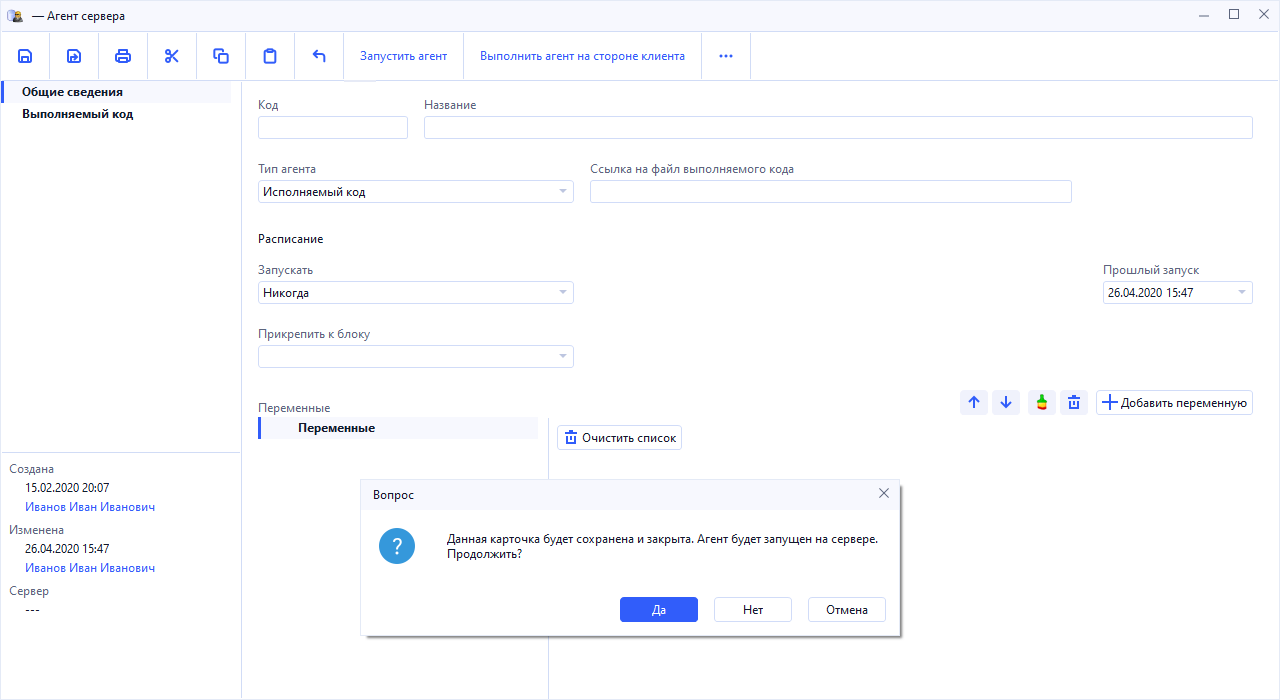 — Агент сервера
Запустить агент
Выполнить агент на стороне клиента
Общие сведения
Выполняемый код
Код
Название
Тип агента
Ссылка на файл выполняемого кода
Исполняемый код
Расписание
Запускать
Прошлый запуск
Никогда
26.04.2020 15:47
Прикрепить к блоку
Переменные
Добавить переменную
Переменные
Очистить список
Создана
15.02.2020 20:07
Иванов Иван Иванович
Изменена
26.04.2020 15:47
Иванов Иван Иванович
Сервер
---
Вопрос
?
Данная карточка будет сохранена и закрыта. Агент будет запущен на сервере.
Продолжить?
Да
Нет
Отмена